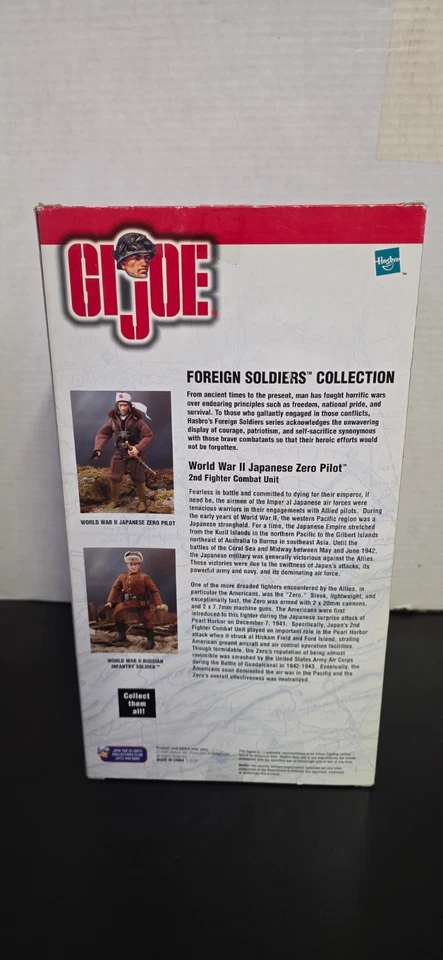 GI JOE
Hasbro
FOREIGN SOLDIERS™ COLLECTION
From ancient times to the present, man has fought horrific wars
over endearing principles such as freedom, national pride, and
survival. To those who gallantly engaged in those conflicts,
Hasbro's Foreign Soldiers series acknowledges the unwavering
display of courage, patriotism, and self-sacrifice synonymous
with those brave combatants so that their heroic efforts would
not be forgotten.
World War II Japanese Zero Pilot™
2nd Fighter Combat Unit
Fearless in battle and committed to dying for their emperor, if
need be, the airmen of the Imperial Japanese air forces were
tenacious warriors in their engagements with Allied pilots. During
the early years of World War II, the western Pacific region was a
Japanese stronghold. For a time, the Japanese Empire stretched
from the Kuril Islands in the northern Pacific to the Gilbert Islands
northeast of Australia to Burma in southeast Asia. Until the
battles of the Coral Sea and Midway between May and June 1942,
the Japanese military was generally victorious against the Allies.
These victories were due to the swiftness of Japan's attacks, its
powerful army and navy, and its dominating air force.
One of the more dreaded fighters encountered by the Allies, in
particular the Americans, was the "Zero." Sleek, lightweight, and
exceptionally fast, the Zero was armed with 2 x 20mm cannons,
and 2 x 7.7mm machine guns. The Americans were first
introduced to this fighter during the Japanese surprise attack of
Pearl Harbor on December 7, 1941. Specifically, Japan's 2nd
Fighter Combat Unit played an important role in the Pearl Harbor
attack when it struck at Hickam Field and Ford Island, strafing
American ground aircraft and air control operation facilities.
Though formidable, the Zero's reputation of being almost
invincible was smashed by the United States Army Air Corps
during the Battle of Guadalcanal in 1942-1943. Eventually, the
Americans soon dominated the air war in the Pacific and the
Zero's overall effectiveness was neutralized.
WORLD WAR II JAPANESE ZERO PILOT
WORLD WAR II RUSSIAN
INFANTRY SOLDIER™
Collect
them
all!
JOIN THE GI JOE®
COLLECTORS CLUB
Product and colors may vary.
MADE IN CHINA